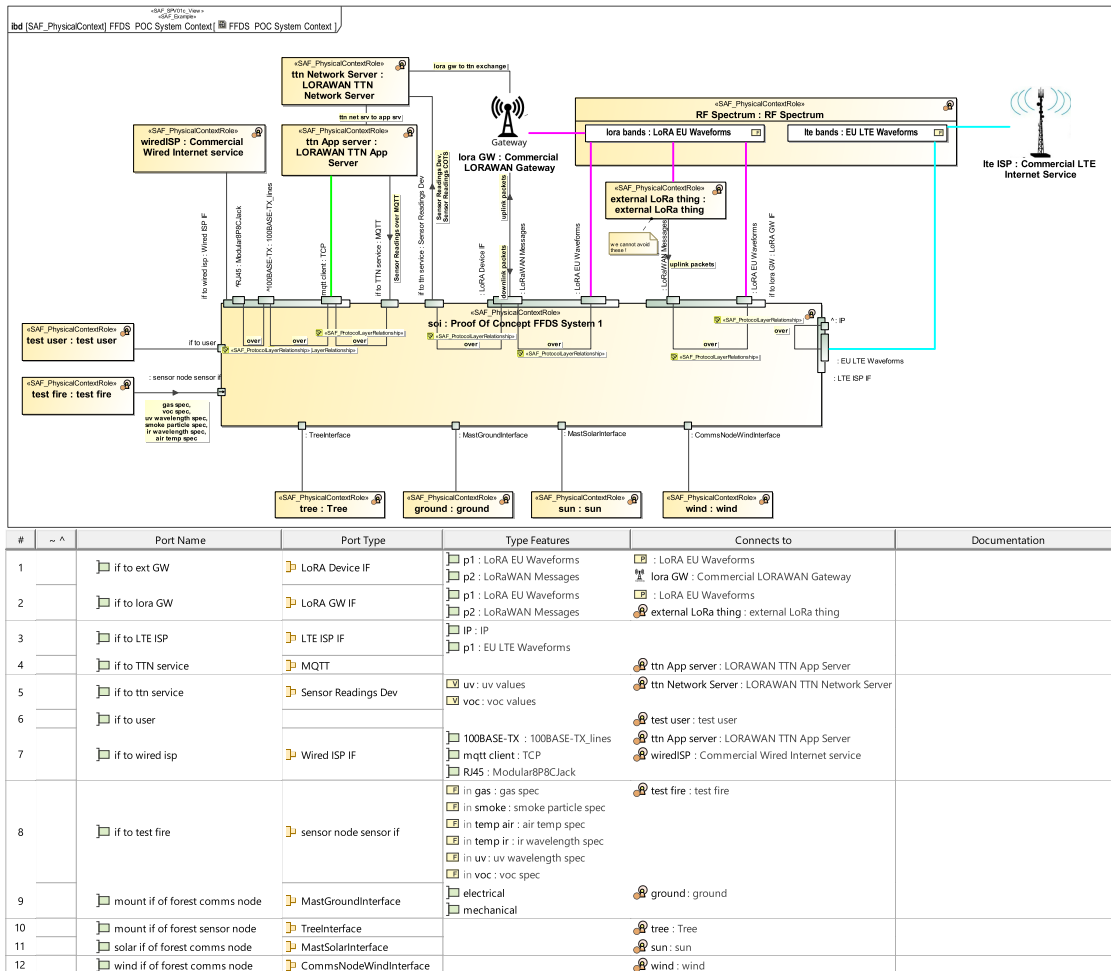 «SAF_SPV01c_View»
«SAF_Example»
ibd [SAF_PhysicalContext] FFDS POC System Context[ FFDS POC System Context ]
«SAF_PhysicalContextRole»
ttn Network Server :
LORAWAN TTN
Network Server
lora gw to ttn exchange
ttn net srv to app srv
«SAF_PhysicalContextRole»
wiredISP : Commercial
Wired Internet service
«SAF_PhysicalContextRole»
ttn App server :
LORAWAN TTN App
Server
Gateway
lora GW : Commercial
LORAWAN Gateway
«SAF_PhysicalContextRole»
RF Spectrum : RF Spectrum
lora bands : LoRA EU Waveforms
lte bands : EU LTE Waveforms
lte ISP : Commercial LTE
Internet Service
«SAF_PhysicalContextRole»
external LoRa thing :
external LoRa thing
we cannot avoid
these !
uplink packets
if to wired isp : Wired ISP IF
^RJ45 : Modular8P8CJack
^100BASE-TX : 100BASE-TX_lines
mqtt client : TCP
if to TTN service : MQTT
Sensor Readings over MQTT
if to ttn service : Sensor Readings Dev
Sensor Readings Dev,
Sensor Readings COTS
: LoRA Device IF
uplink packets
downlink packets
: LoRaWAN Messages
: LoRA EU Waveforms
: LoRaWAN Messages
: LoRA EU Waveforms
if to lora GW : LoRA GW IF
«SAF_PhysicalContextRole»
soi : Proof Of Concept FFDS System 1
«SAF_ProtocolLayerRelationship»
over
over
over
«SAF_ProtocolLayerRelationship»
LayerRelationship»
«SAF_ProtocolLayerRelationship»
over
over
«SAF_ProtocolLayerRelationship»
over
«SAF_ProtocolLayerRelationship»
«SAF_ProtocolLayerRelationship»
over
^ : IP
: EU LTE Waveforms
: LTE ISP IF
«SAF_PhysicalContextRole»
test user : test user
if to user
«SAF_PhysicalContextRole»
test fire : test fire
: sensor node sensor if
gas spec,
voc spec,
uv wavelength spec,
smoke particle spec,
ir wavelength spec,
air temp spec
: TreeInterface
: MastGroundInterface
: MastSolarInterface
: CommsNodeWindInterface
«SAF_PhysicalContextRole»
tree : Tree
«SAF_PhysicalContextRole»
ground : ground
«SAF_PhysicalContextRole»
sun : sun
«SAF_PhysicalContextRole»
wind : wind
# ~ ^ Port Name Port Type Type Features Connects to Documentation
1 if to ext GW LoRA Device IF p1 : LoRA EU Waveforms : LoRA EU Waveforms
p2 : LoRaWAN Messages lora GW : Commercial LORAWAN Gateway
2 if to lora GW LoRA GW IF p1 : LoRA EU Waveforms : LoRA EU Waveforms
p2 : LoRaWAN Messages external LoRa thing : external LoRa thing
3 if to LTE ISP LTE ISP IF IP : IP
p1 : EU LTE Waveforms
4 if to TTN service MQTT ttn App server : LORAWAN TTN App Server
5 if to ttn service Sensor Readings Dev uv : uv values ttn Network Server : LORAWAN TTN Network Server
voc : voc values
6 if to user test user : test user
7 if to wired isp Wired ISP IF 100BASE-TX : 100BASE-TX_lines ttn App server : LORAWAN TTN App Server
mqtt client : TCP wiredISP : Commercial Wired Internet service
RJ45 : Modular8P8CJack
8 if to test fire sensor node sensor if in gas : gas spec test fire : test fire
in smoke : smoke particle spec
in temp air : air temp spec
in temp ir : ir wavelength spec
in uv : uv wavelength spec
in voc : voc spec
9 mount if of forest comms node MastGroundInterface electrical ground : ground
mechanical
10 mount if of forest sensor node TreeInterface tree : Tree
11 solar if of forest comms node MastSolarInterface sun : sun
12 wind if of forest comms node CommsNodeWindInterface wind : wind